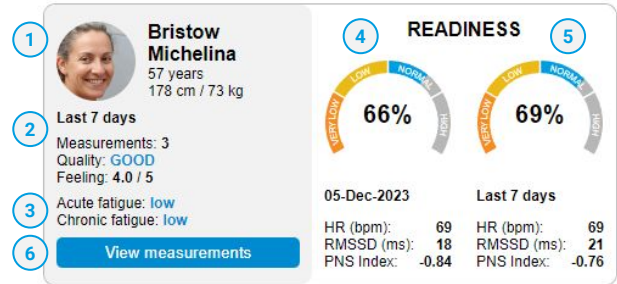 1
Bristow
Michelina
57 years
178 cm / 73 kg
2
Last 7 days
Measurements: 3
Quality: GOOD
Feeling: 4.0 / 5
3
Acute fatigue: low
Chronic fatigue: low
6
View measurements
READINESS
4
VERY LOW
LOW
NORMAL
HIGH
66%
05-Dec-2023
HR (bpm): 69
RMSSD (ms): 18
PNS Index: -0.84
5
VERY LOW
LOW
NORMAL
HIGH
69%
Last 7 days
HR (bpm): 69
RMSSD (ms): 21
PNS Index: -0.76